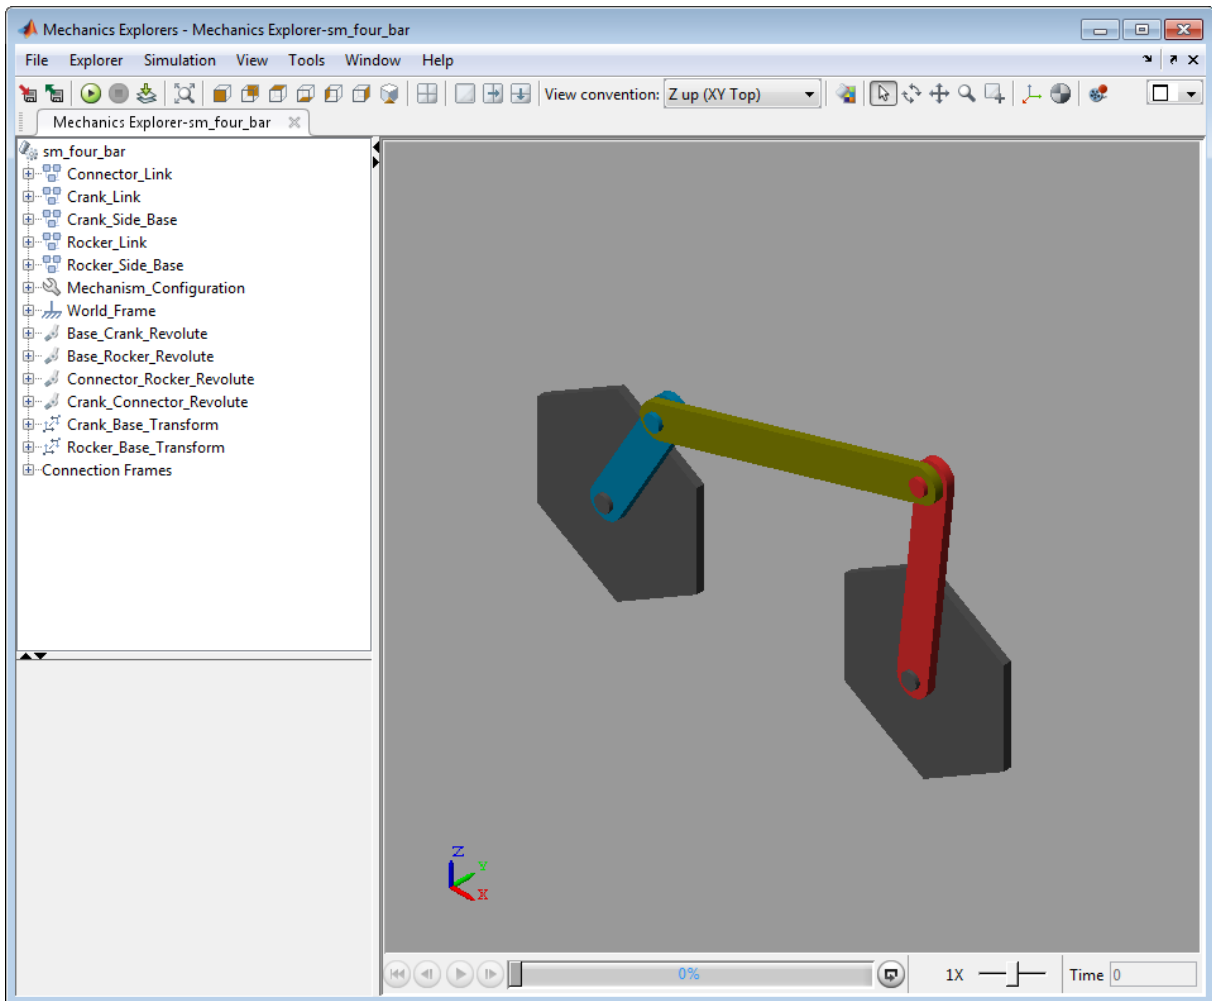 Mechanics Explorers - Mechanics Explorer-sm_four_bar
File Explorer Simulation View Tools Window Help
View convention: Z up (XY Top)
Mechanics Explorer-sm_four_bar
sm_four_bar
Connector_Link
Crank_Link
Crank_Side_Base
Rocker_Link
Rocker_Side_Base
Mechanism_Configuration
World_Frame
Base_Crank_Revolute
Base_Rocker_Revolute
Connector_Rocker_Revolute
Crank_Connector_Revolute
Crank_Base_Transform
Rocker_Base_Transform
Connection Frames
Z
Y
X
0% 1X Time 0